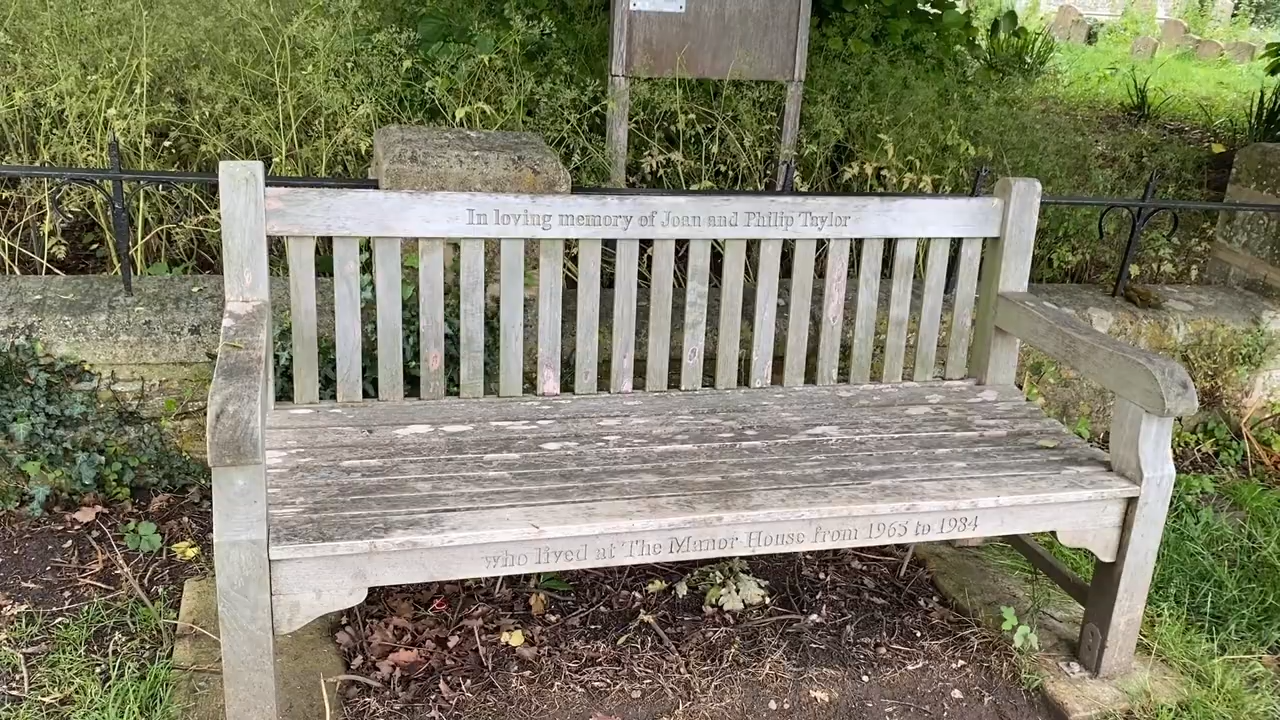 In loving memory of Joan and Philip Taylor
who lived at The Manor House from 1965 to 1984